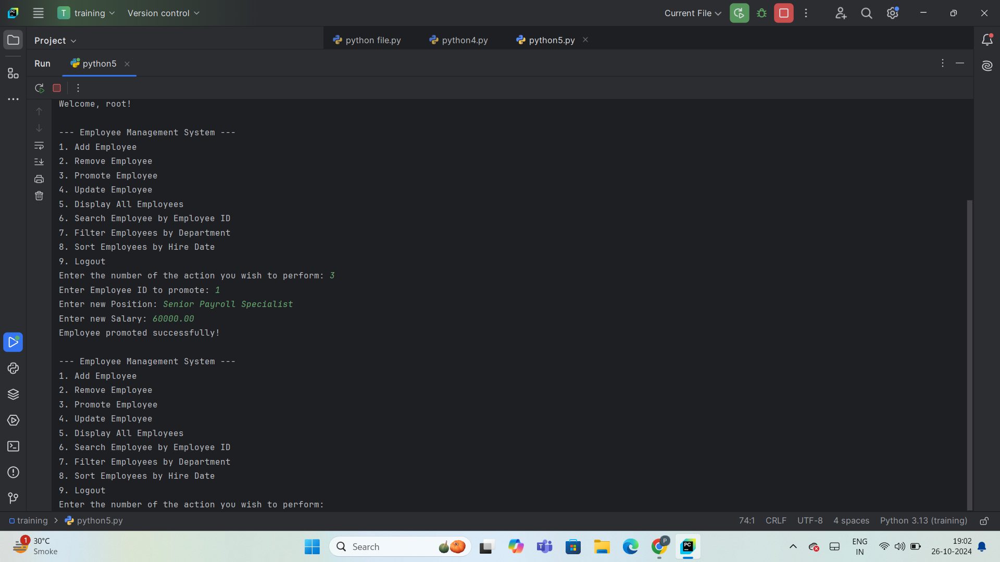 PC
T training
Version control
Current File
Project
python file.py
python4.py
python5.py
Run
python5
Welcome, root!
--- Employee Management System ---
1. Add Employee
2. Remove Employee
3. Promote Employee
4. Update Employee
5. Display All Employees
6. Search Employee by Employee ID
7. Filter Employees by Department
8. Sort Employees by Hire Date
9. Logout
Enter the number of the action you wish to perform: 3
Enter Employee ID to promote: 1
Enter new Position: Senior Payroll Specialist
Enter new Salary: 60000.00
Employee promoted successfully!
--- Employee Management System ---
1. Add Employee
2. Remove Employee
3. Promote Employee
4. Update Employee
5. Display All Employees
6. Search Employee by Employee ID
7. Filter Employees by Department
8. Sort Employees by Hire Date
9. Logout
Enter the number of the action you wish to perform:
training > python5.py
74:1 CRLF UTF-8 4 spaces Python 3.13 (training)
1
30°C
Smoke
Search
P
PC
ENG
IN
19:02
26-10-2024